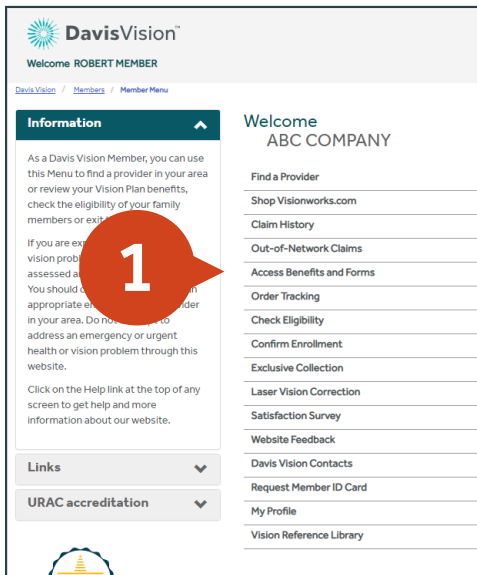 DavisVision™
Welcome ROBERT MEMBER
Davis Vision / Members / Member Menu
Information
As a Davis Vision Member, you can use
this Menu to find a provider in your area
or review your Vision Plan benefits,
check the eligibility of your family
members or exit
If you are
vision
assessed
You should
appropriate
in your area. Do to
address an emergency or urgent
health or vision problem through this
website.
Click on the Help link at the top of any
screen to get help and more
information about our website.
Links
URAC accreditation
1
Welcome
ABC COMPANY
Find a Provider
Shop Visionworks.com
Claim History
Out-of-Network Claims
Access Benefits and Forms
Order Tracking
Check Eligibility
Confirm Enrollment
Exclusive Collection
Laser Vision Correction
Satisfaction Survey
Website Feedback
Davis Vision Contacts
Request Member ID Card
My Profile
Vision Reference Library